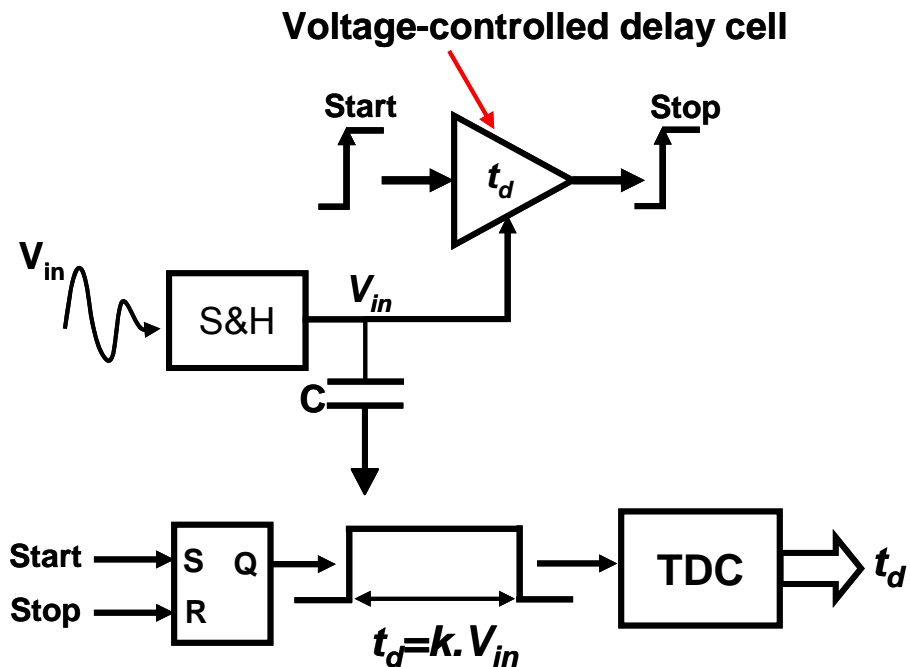 Voltage-controlled delay cell
Start
Stop
t_d
V_in
S&H
V_in
C
Start
Stop
S
Q
R
TDC
t_d
t_d=k.V_in